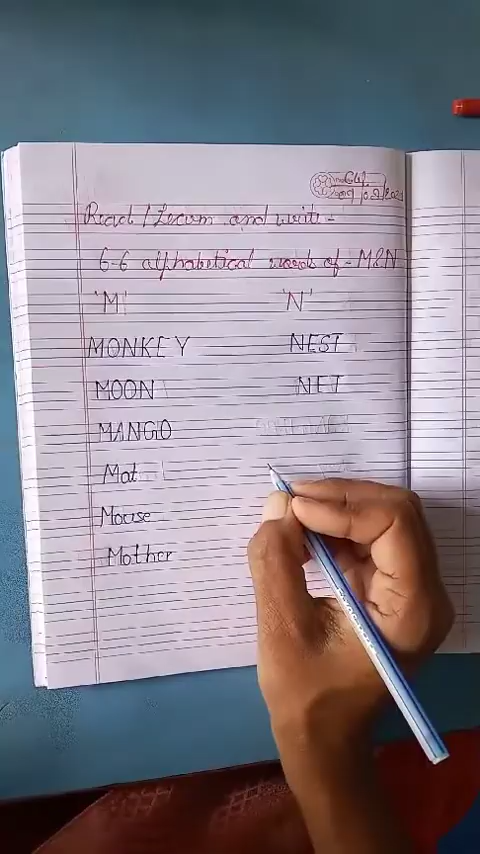 C.W.
Read / Learn and write -
6-6 alphabetical words of - M & N
'M' 'N'
MONKEY NEST
MOON NET
MANGO
Mat
Mouse
Mother